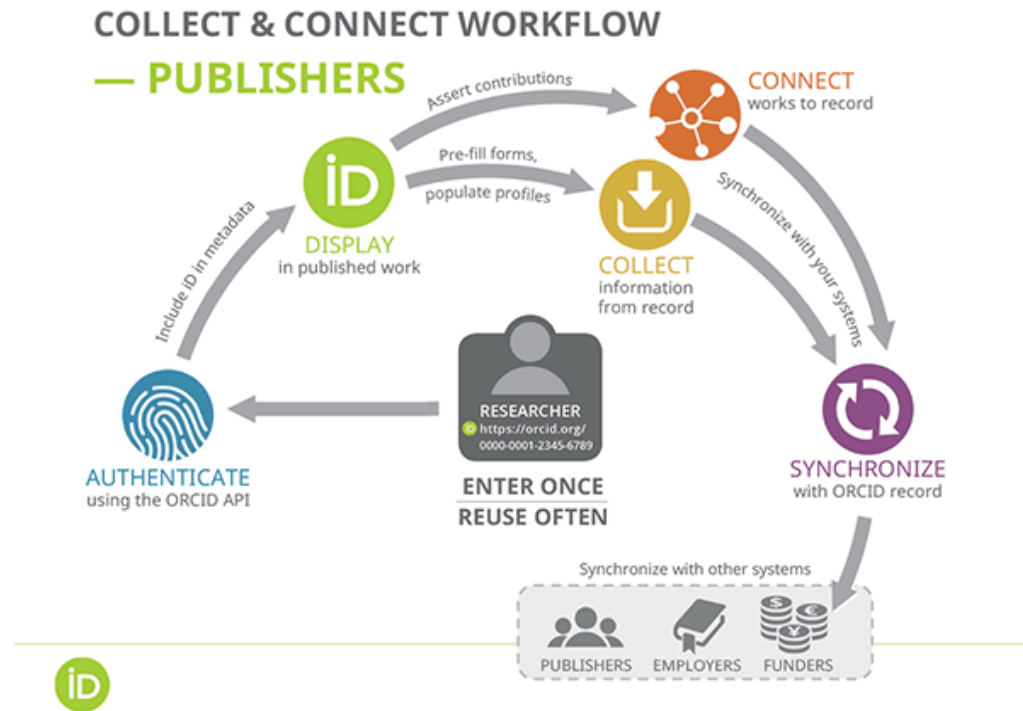 COLLECT & CONNECT WORKFLOW
— PUBLISHERS
Assert contributions
CONNECT
works to record
Pre-fill forms,
populate profiles
iD
DISPLAY
in published work
COLLECT
information
from record
Synchronize with your systems
Include iD in metadata
RESEARCHER
iD https://orcid.org/
0000-0001-2345-6789
AUTHENTICATE
using the ORCID API
ENTER ONCE
REUSE OFTEN
SYNCHRONIZE
with ORCID record
Synchronize with other systems
$ € ¥
PUBLISHERS
EMPLOYERS
FUNDERS
iD